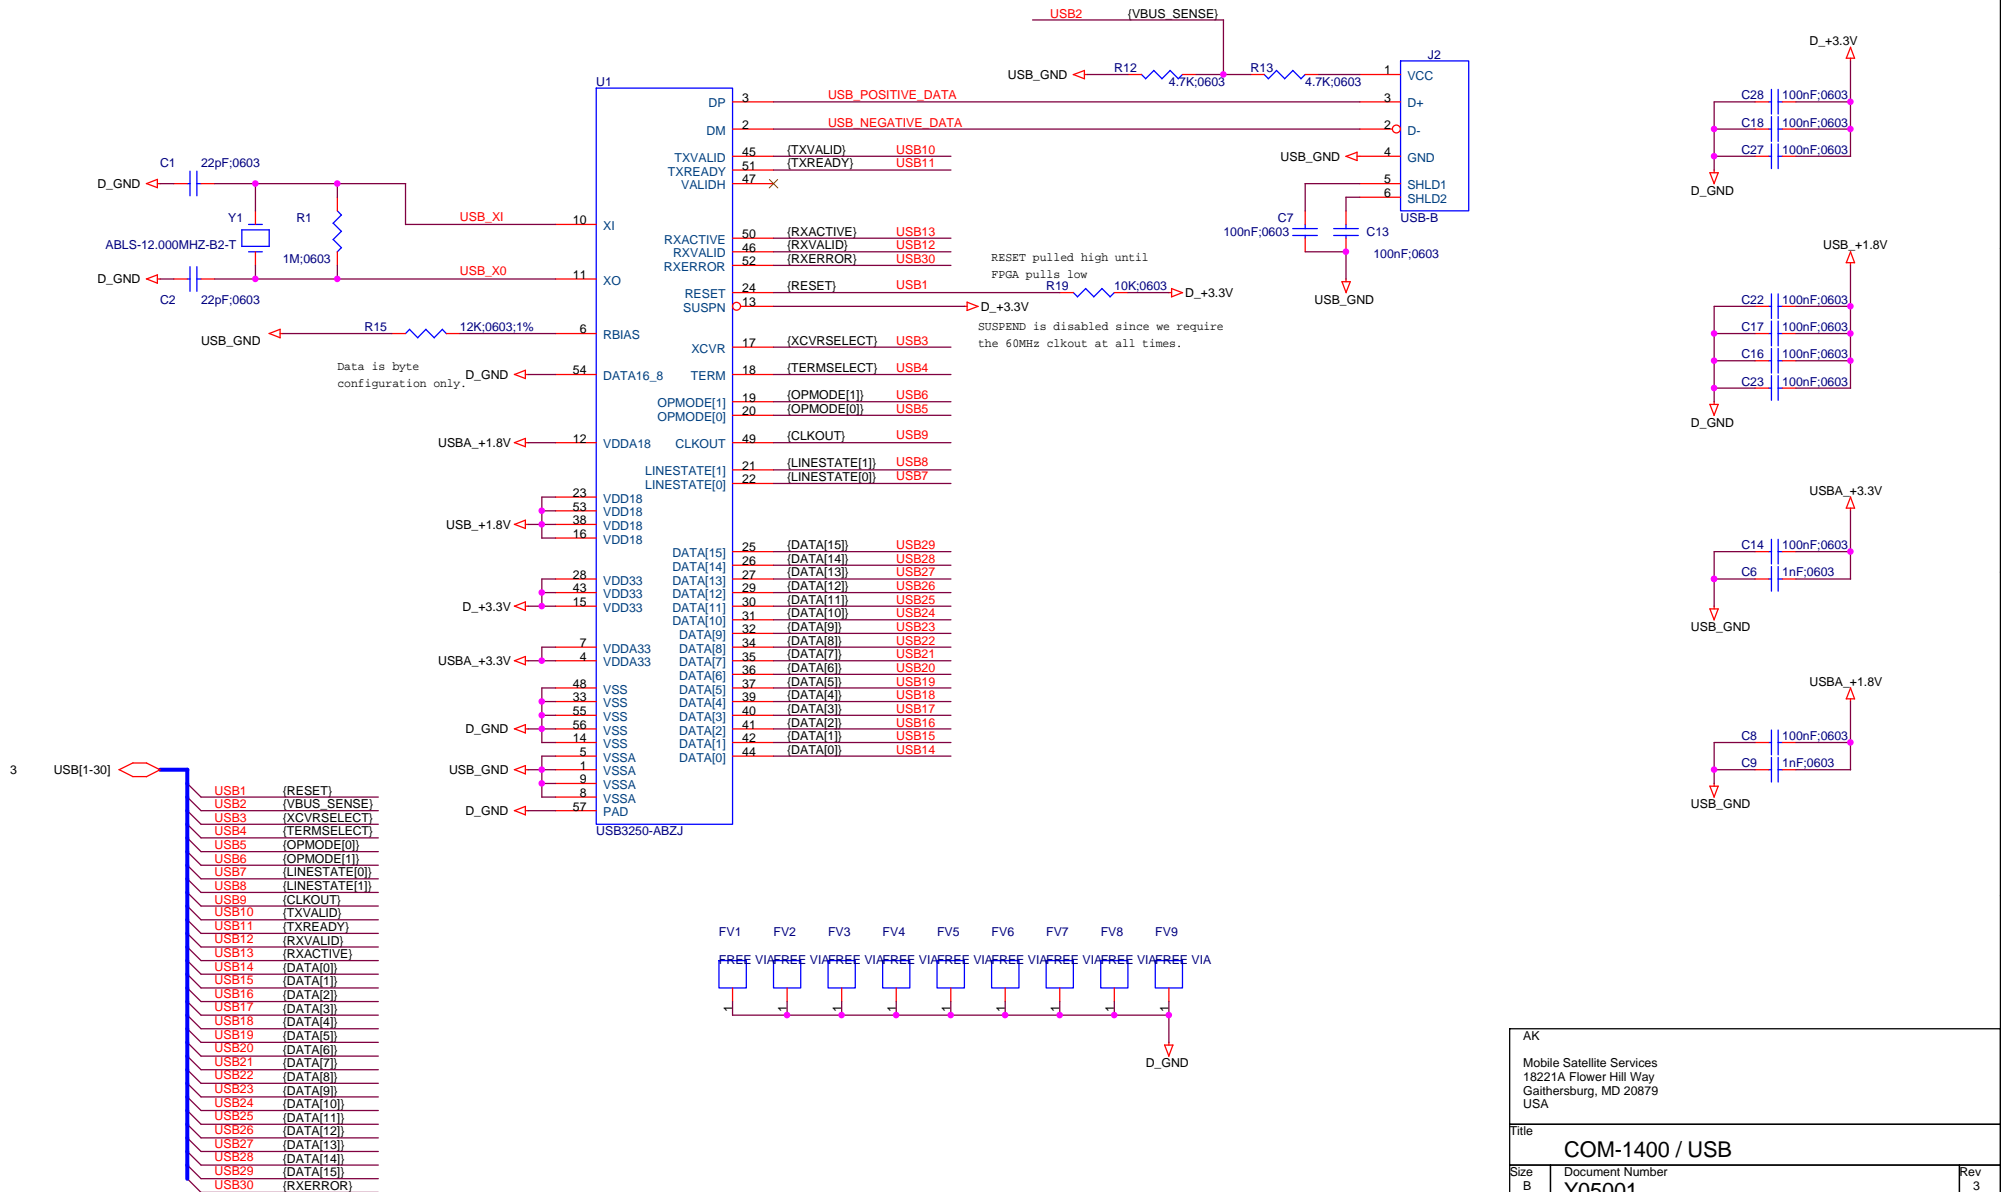 USB2 {VBUS_SENSE}
USB_GND R12 4.7K;0603 R13 4.7K;0603
J2
1 VCC
3 D+
2 D-
USB_GND 4 GND
5 SHLD1
6 SHLD2
USB-B
C7 100nF;0603
C13 100nF;0603
USB_GND
U1
DP 3 USB_POSITIVE_DATA
DM 2 USB_NEGATIVE_DATA
TXVALID 45 {TXVALID} USB10
TXREADY 51 {TXREADY} USB11
VALIDH 47
RXACTIVE 50 {RXACTIVE} USB13
RXVALID 46 {RXVALID} USB12
RXERROR 52 {RXERROR} USB30
RESET pulled high until
FPGA pulls low
RESET 24 {RESET} USB1 R19 10K;0603 D_+3.3V
SUSPN 13 D_+3.3V
SUSPEND is disabled since we require
the 60MHz clkout at all times.
XCVR 17 {XCVRSELECT} USB3
TERM 18 {TERMSELECT} USB4
OPMODE[1] 19 {OPMODE[1]} USB6
OPMODE[0] 20 {OPMODE[0]} USB5
CLKOUT 49 {CLKOUT} USB9
LINESTATE[1] 21 {LINESTATE[1]} USB8
LINESTATE[0] 22 {LINESTATE[0]} USB7
DATA[15] 25 {DATA[15]} USB29
DATA[14] 26 {DATA[14]} USB28
DATA[13] 27 {DATA[13]} USB27
DATA[12] 29 {DATA[12]} USB26
DATA[11] 30 {DATA[11]} USB25
DATA[10] 31 {DATA[10]} USB24
DATA[9] 32 {DATA[9]} USB23
DATA[8] 34 {DATA[8]} USB22
DATA[7] 35 {DATA[7]} USB21
DATA[6] 36 {DATA[6]} USB20
DATA[5] 37 {DATA[5]} USB19
DATA[4] 39 {DATA[4]} USB18
DATA[3] 40 {DATA[3]} USB17
DATA[2] 41 {DATA[2]} USB16
DATA[1] 42 {DATA[1]} USB15
DATA[0] 44 {DATA[0]} USB14
C1 22pF;0603
D_GND
Y1 R1
ABLS-12.000MHZ-B2-T
1M;0603
D_GND
C2 22pF;0603
USB_XI 10 XI
USB_X0 11 XO
USB_GND R15 12K;0603;1% 6 RBIAS
Data is byte
configuration only.
D_GND 54 DATA16_8
USBA_+1.8V 12 VDDA18
23 VDD18
53 VDD18
USB_+1.8V 38 VDD18
16 VDD18
28 VDD33
43 VDD33
D_+3.3V 15 VDD33
7 VDDA33
USBA_+3.3V 4 VDDA33
48 VSS
33 VSS
55 VSS
D_GND 56 VSS
14 VSS
5 VSSA
USB_GND 1 VSSA
9 VSSA
8 VSSA
D_GND 57 PAD
USB3250-ABZJ
D_+3.3V
C28 100nF;0603
C18 100nF;0603
C27 100nF;0603
D_GND
USB_+1.8V
C22 100nF;0603
C17 100nF;0603
C16 100nF;0603
C23 100nF;0603
D_GND
USBA_+3.3V
C14 100nF;0603
C6 1nF;0603
USB_GND
USBA_+1.8V
C8 100nF;0603
C9 1nF;0603
USB_GND
3 USB[1-30]
USB1 {RESET}
USB2 {VBUS_SENSE}
USB3 {XCVRSELECT}
USB4 {TERMSELECT}
USB5 {OPMODE[0]}
USB6 {OPMODE[1]}
USB7 {LINESTATE[0]}
USB8 {LINESTATE[1]}
USB9 {CLKOUT}
USB10 {TXVALID}
USB11 {TXREADY}
USB12 {RXVALID}
USB13 {RXACTIVE}
USB14 {DATA[0]}
USB15 {DATA[1]}
USB16 {DATA[2]}
USB17 {DATA[3]}
USB18 {DATA[4]}
USB19 {DATA[5]}
USB20 {DATA[6]}
USB21 {DATA[7]}
USB22 {DATA[8]}
USB23 {DATA[9]}
USB24 {DATA[10]}
USB25 {DATA[11]}
USB26 {DATA[12]}
USB27 {DATA[13]}
USB28 {DATA[14]}
USB29 {DATA[15]}
USB30 {RXERROR}
FV1 FV2 FV3 FV4 FV5 FV6 FV7 FV8 FV9
FREE VIA FREE VIA FREE VIA FREE VIA FREE VIA FREE VIA FREE VIA FREE VIA FREE VIA
1 1 1 1 1 1 1 1 1
D_GND
AK
Mobile Satellite Services
18221A Flower Hill Way
Gaithersburg, MD 20879
USA
Title
COM-1400 / USB
Size Document Number Rev
B Y05001 3